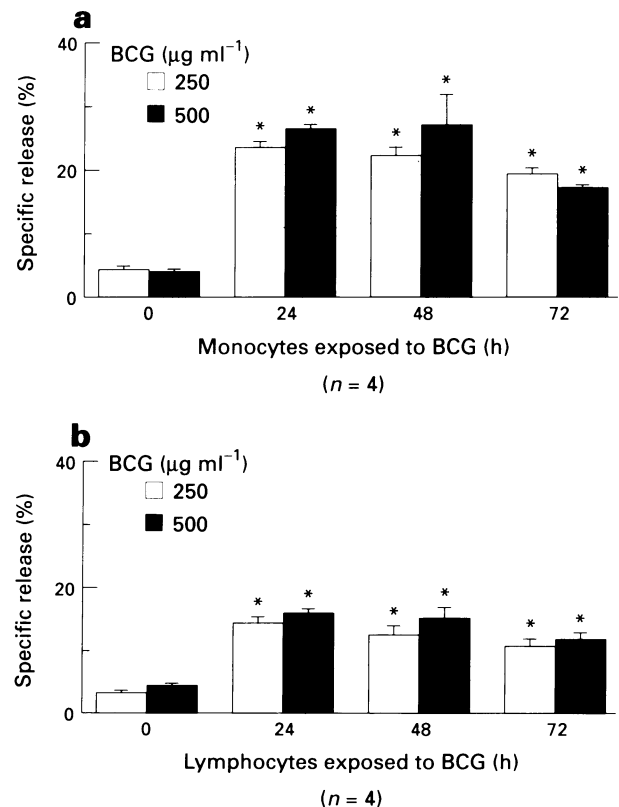 a
40
20
0
Specific release (%)
BCG (μg ml⁻¹)
250
500
* * * * * *
0 24 48 72
Monocytes exposed to BCG (h)
(n = 4)
b
40
20
0
Specific release (%)
BCG (μg ml⁻¹)
250
500
* * * * * *
0 24 48 72
Lymphocytes exposed to BCG (h)
(n = 4)